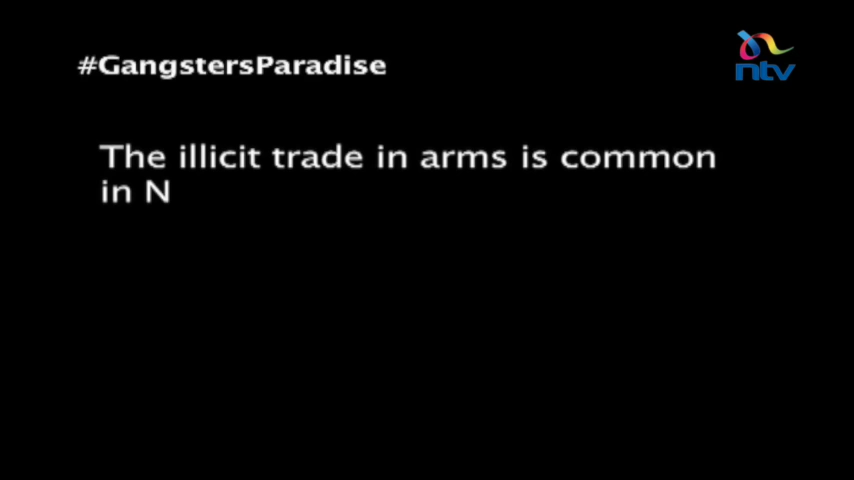 #GangstersParadise
ntv
The illicit trade in arms is common
in N